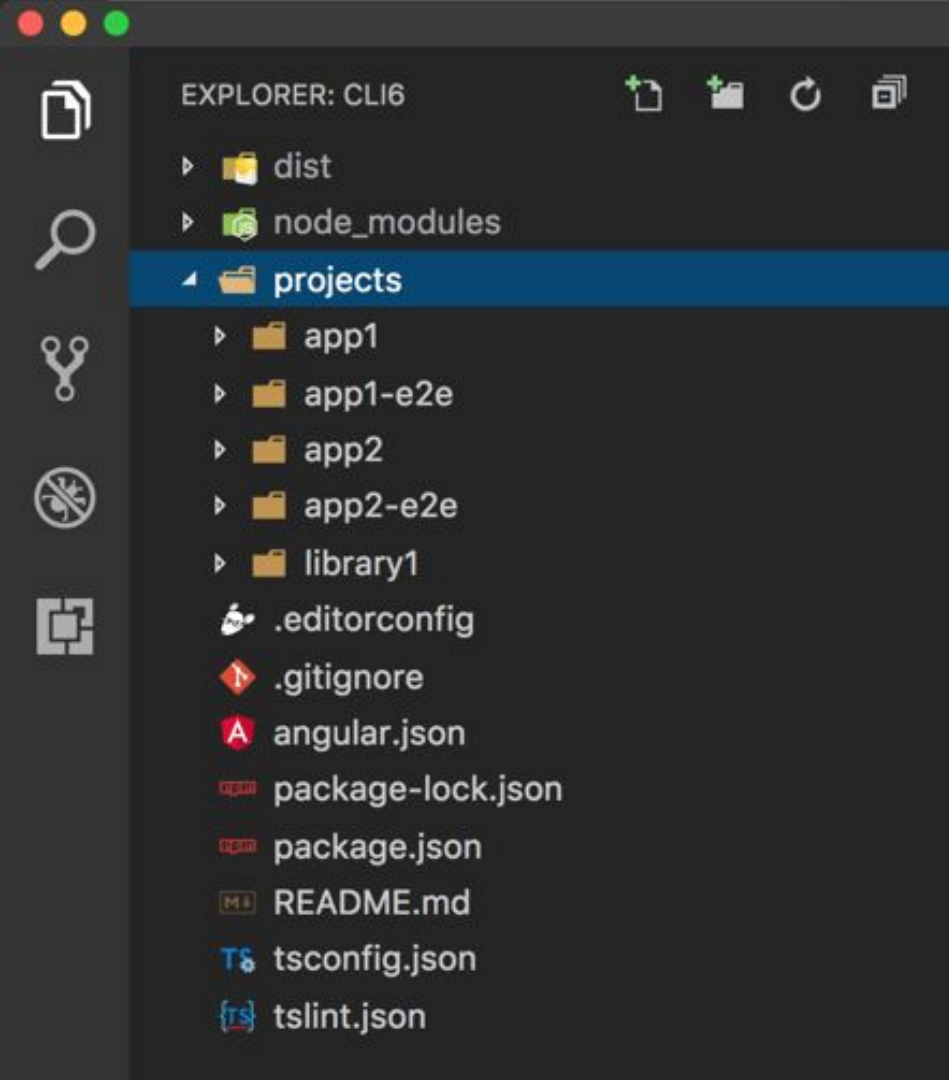 EXPLORER: CLI6
dist
node_modules
projects
app1
app1-e2e
app2
app2-e2e
library1
.editorconfig
.gitignore
angular.json
package-lock.json
package.json
README.md
tsconfig.json
tslint.json